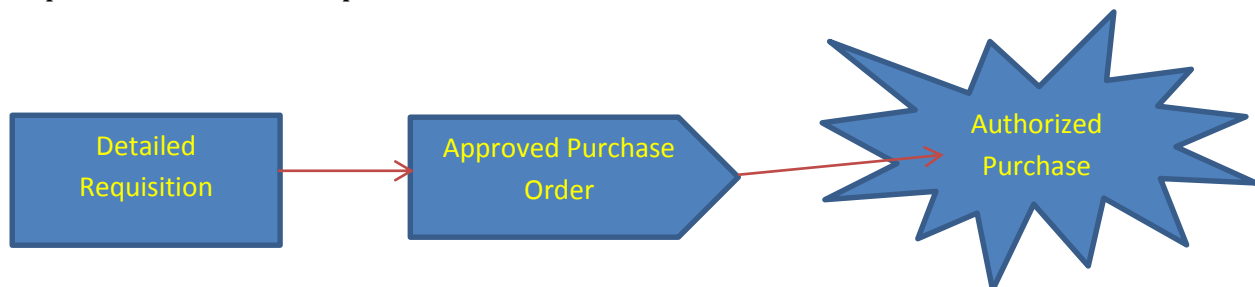 Detailed
Requisition
Approved Purchase
Order
Authorized
Purchase